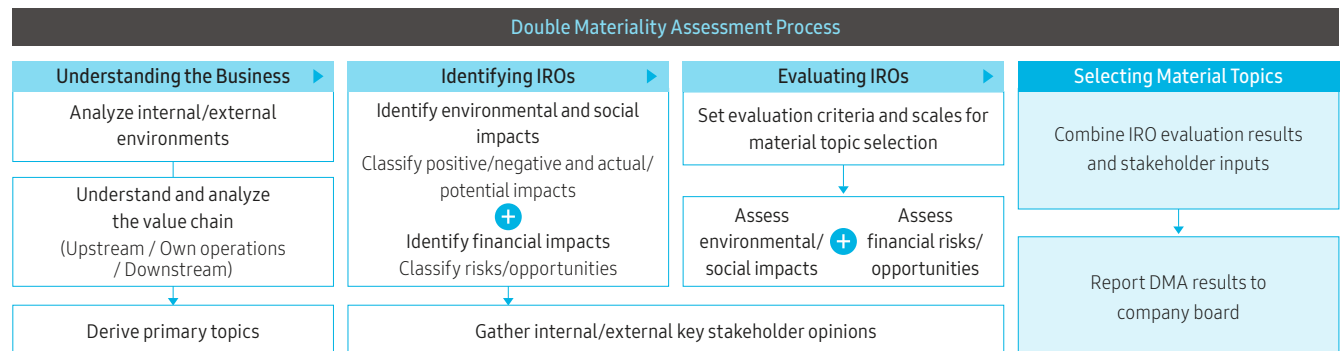 Double Materiality Assessment Process
Understanding the Business
Analyze internal/external
environments
Understand and analyze
the value chain
(Upstream / Own operations
/ Downstream)
Derive primary topics
Identifying IROs
Identify environmental and social
impacts
Classify positive/negative and actual/
potential impacts
+
Identify financial impacts
Classify risks/opportunities
Evaluating IROs
Set evaluation criteria and scales for
material topic selection
Assess
environmental/
social impacts
+
Assess
financial risks/
opportunities
Gather internal/external key stakeholder opinions
Selecting Material Topics
Combine IRO evaluation results
and stakeholder inputs
Report DMA results to
company board